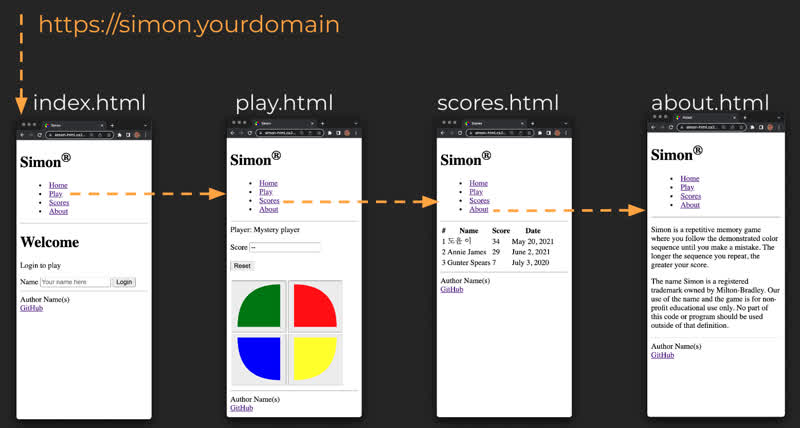 https://simon.yourdomain
index.html
play.html
scores.html
about.html
Simon
Simon®
Home
Play
Scores
About
Welcome
Login to play
Name Your name here Login
Author Name(s)
GitHub
Simon
Simon®
Home
Play
Scores
About
Player: Mystery player
Score --
Reset
Author Name(s)
GitHub
Simon®
Home
Play
Scores
About
# Name Score Date
1 도윤 이 34 May 20, 2021
2 Annie James 29 June 2, 2021
3 Gunter Spears 7 July 3, 2020
Author Name(s)
GitHub
Simon®
Home
Play
Scores
About
Simon is a repetitive memory game
where you follow the demonstrated color
sequence until you make a mistake. The
longer the sequence you repeat, the
greater your score.
The name Simon is a registered
trademark owned by Milton-Bradley. Our
use of the name and the game is for non-
profit educational use only. No part of
this code or program should be used
outside of that definition.
Author Name(s)
GitHub